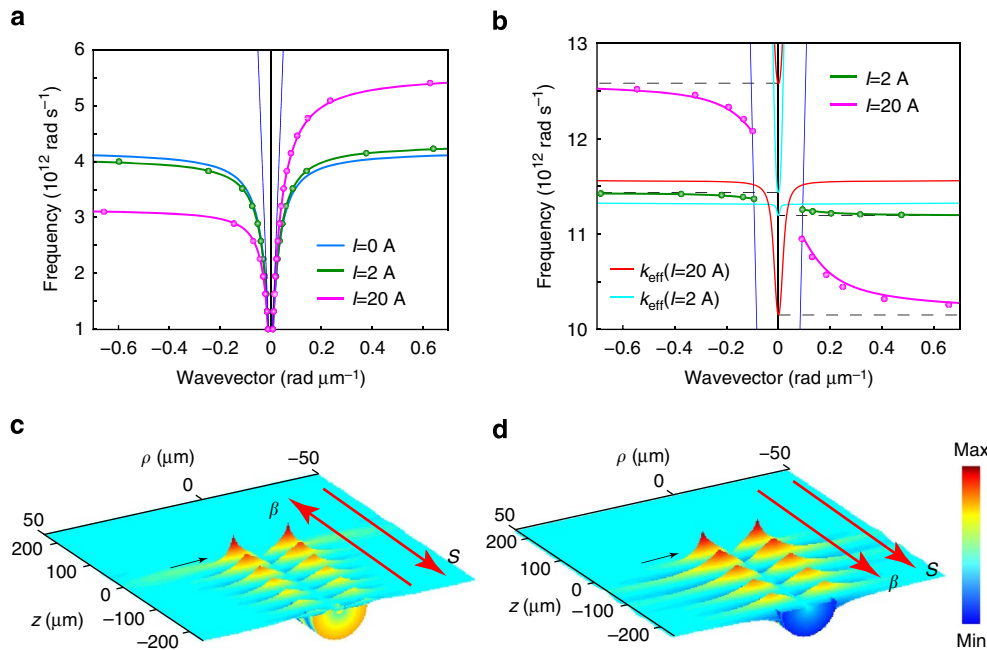 a
b
Frequency (10¹² rad s⁻¹)
6
5
4
3
2
1
I=0 A
I=2 A
I=20 A
−0.6 −0.4 −0.2 0 0.2 0.4 0.6
Wavevector (rad μm⁻¹)
Frequency (10¹² rad s⁻¹)
13
12
11
10
I=2 A
I=20 A
k_eff(I=20 A)
k_eff(I=2 A)
−0.6 −0.4 −0.2 0 0.2 0.4 0.6
Wavevector (rad μm⁻¹)
c
ρ (μm)
−50
0
50
200
100
0
−100
−200
z (μm)
β
S
d
ρ (μm)
−50
0
50
200
100
0
−100
−200
z (μm)
β
S
Max
Min